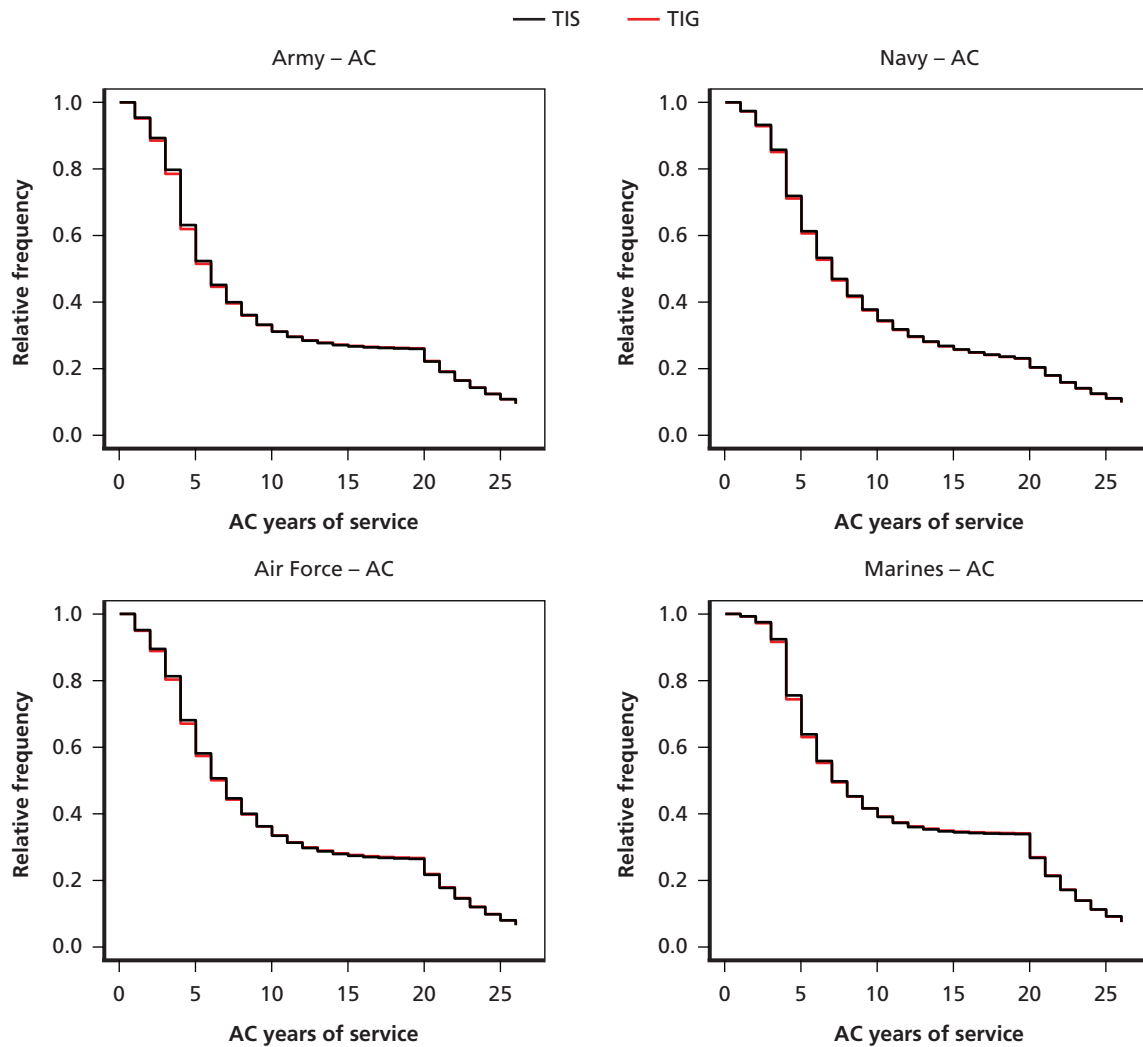 TIS TIG
Army – AC
1.0
0.8
0.6
0.4
0.2
0.0
Relative frequency
0 5 10 15 20 25
AC years of service
Navy – AC
1.0
0.8
0.6
0.4
0.2
0.0
Relative frequency
0 5 10 15 20 25
AC years of service
Air Force – AC
1.0
0.8
0.6
0.4
0.2
0.0
Relative frequency
0 5 10 15 20 25
AC years of service
Marines – AC
1.0
0.8
0.6
0.4
0.2
0.0
Relative frequency
0 5 10 15 20 25
AC years of service